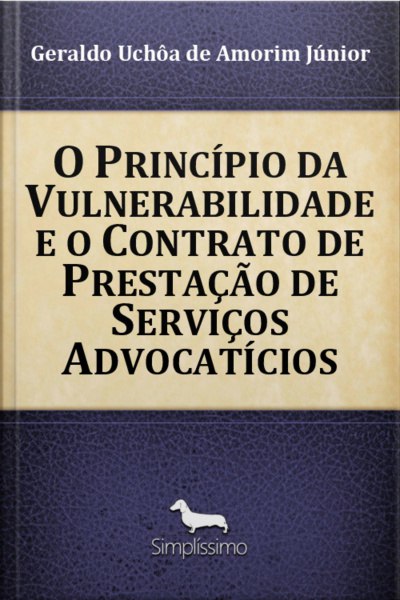 Geraldo Uchôa de Amorim Júnior
O Princípio da
Vulnerabilidade
e o Contrato de
Prestação de
Serviços
Advocatícios
Simplíssimo